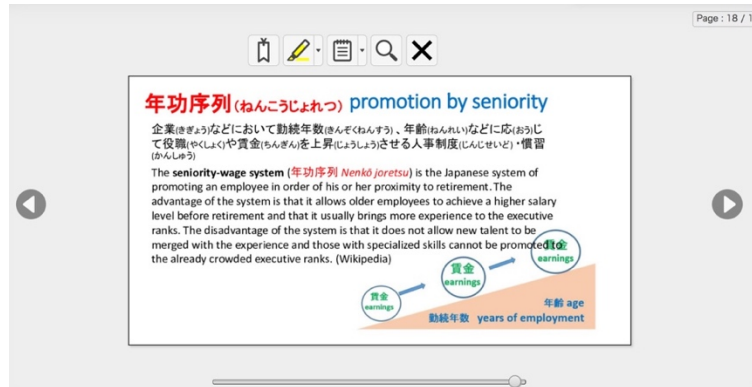 Page : 18 / 1
年功序列(ねんこうじょれつ) promotion by seniority
企業(きぎょう)などにおいて勤続年数(きんぞくねんすう)、年齢(ねんれい)などに応(おう)じ
て役職(やくしょく)や賃金(ちんぎん)を上昇(じょうしょう)させる人事制度(じんじせいど)・慣習
(かんしゅう)
The seniority-wage system (年功序列 Nenkō joretsu) is the Japanese system of
promoting an employee in order of his or her proximity to retirement. The
advantage of the system is that it allows older employees to achieve a higher salary
level before retirement and that it usually brings more experience to the executive
ranks. The disadvantage of the system is that it does not allow new talent to be
merged with the experience and those with specialized skills cannot be promoted to
the already crowded executive ranks. (Wikipedia)
賃金
earnings
賃金
earnings
賃金
earnings
年齢 age
勤続年数 years of employment